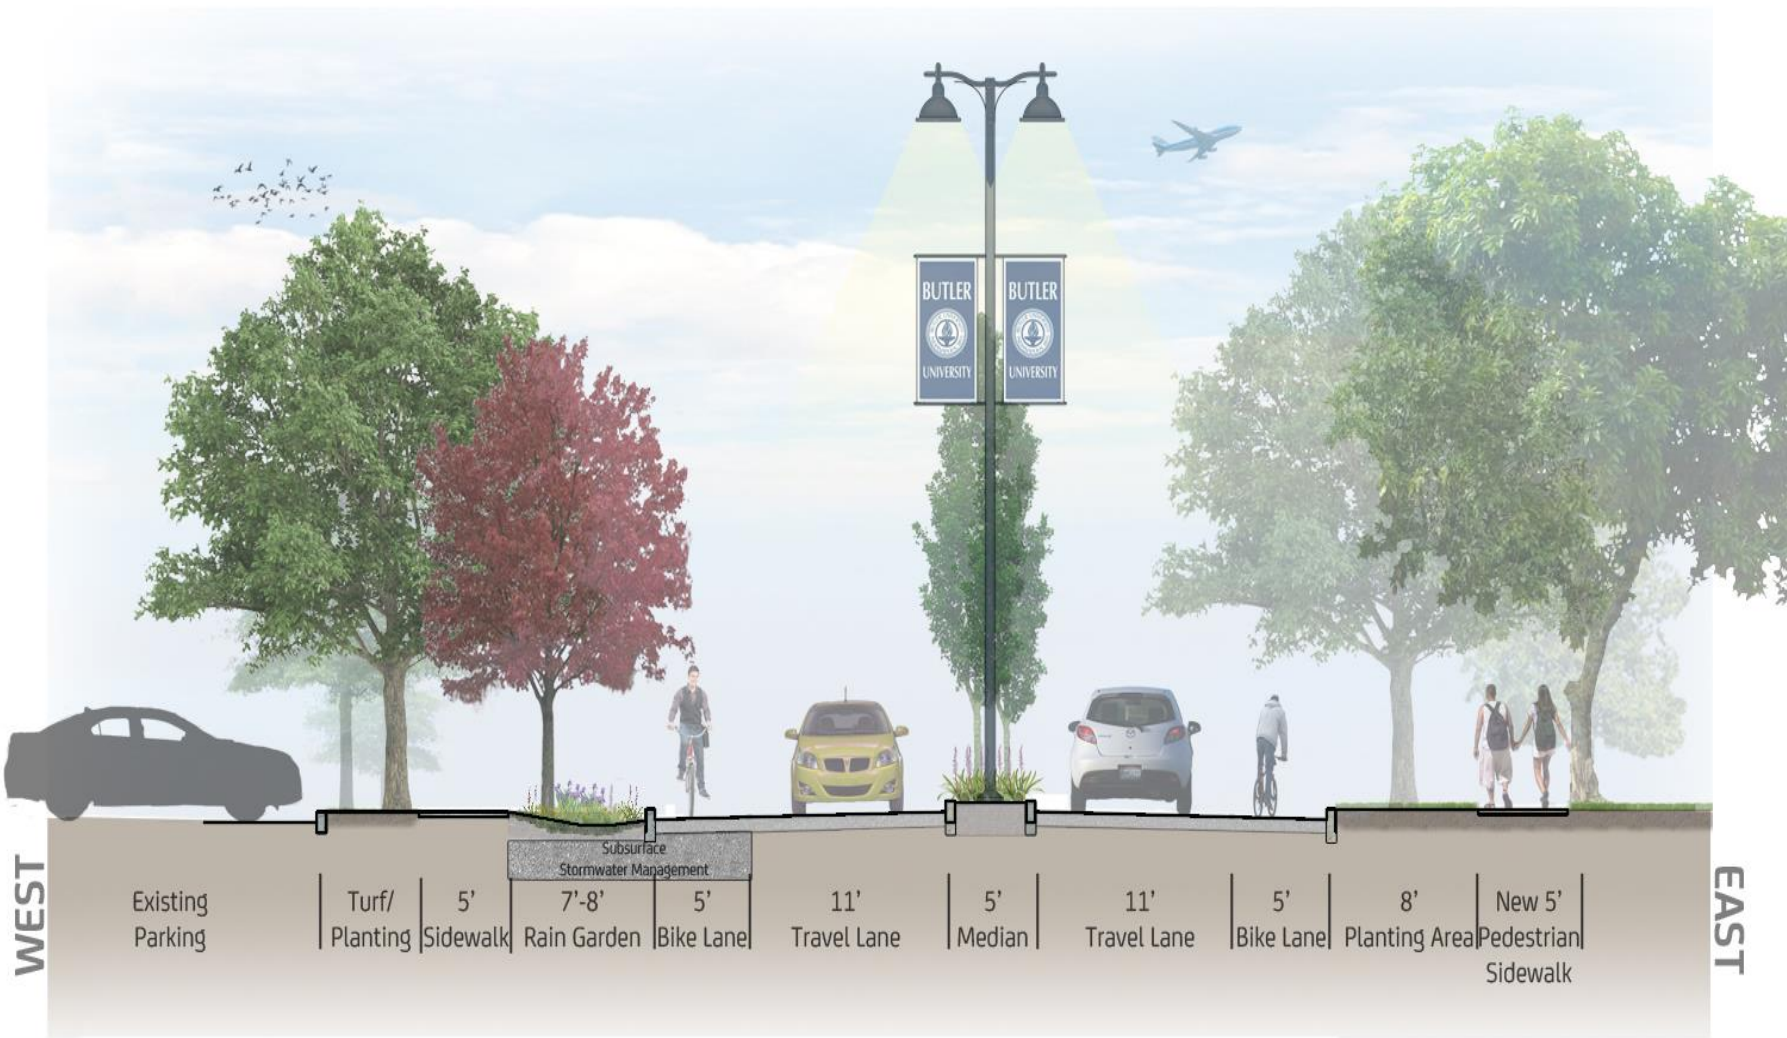 BUTLER
UNIVERSITY
BUTLER
UNIVERSITY
Subsurface
Stormwater Management
WEST
Existing
Parking
Turf/
Planting
5'
Sidewalk
7'-8'
Rain Garden
5'
Bike Lane
11'
Travel Lane
5'
Median
11'
Travel Lane
5'
Bike Lane
8'
Planting Area
New 5'
Pedestrian
Sidewalk
EAST